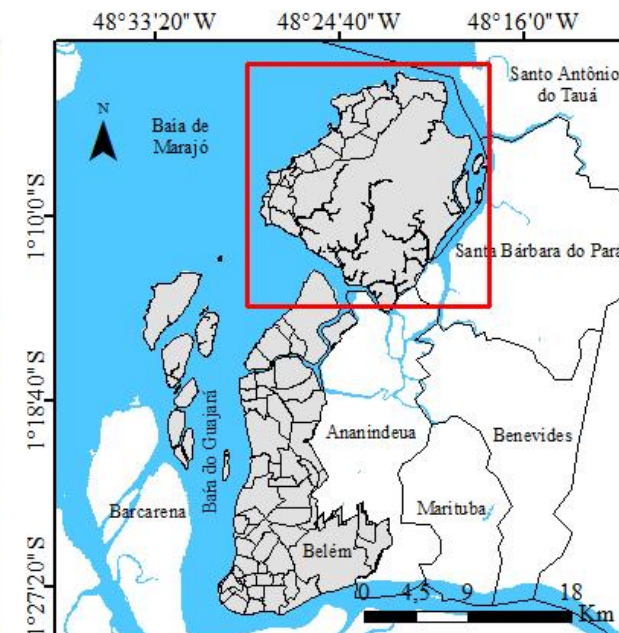 48°33'20"W
48°24'40"W
48°16'0"W
Santo Antônio
do Tauá
N
Baía de
Marajó
1°10'0"S
Santa Bárbara do Pará
1°18'40"S
Baía do Guajará
Ananindeua
Benevides
Barcarena
Marituba
Belém
1°27'20"S
0 4,5 9 18
Km